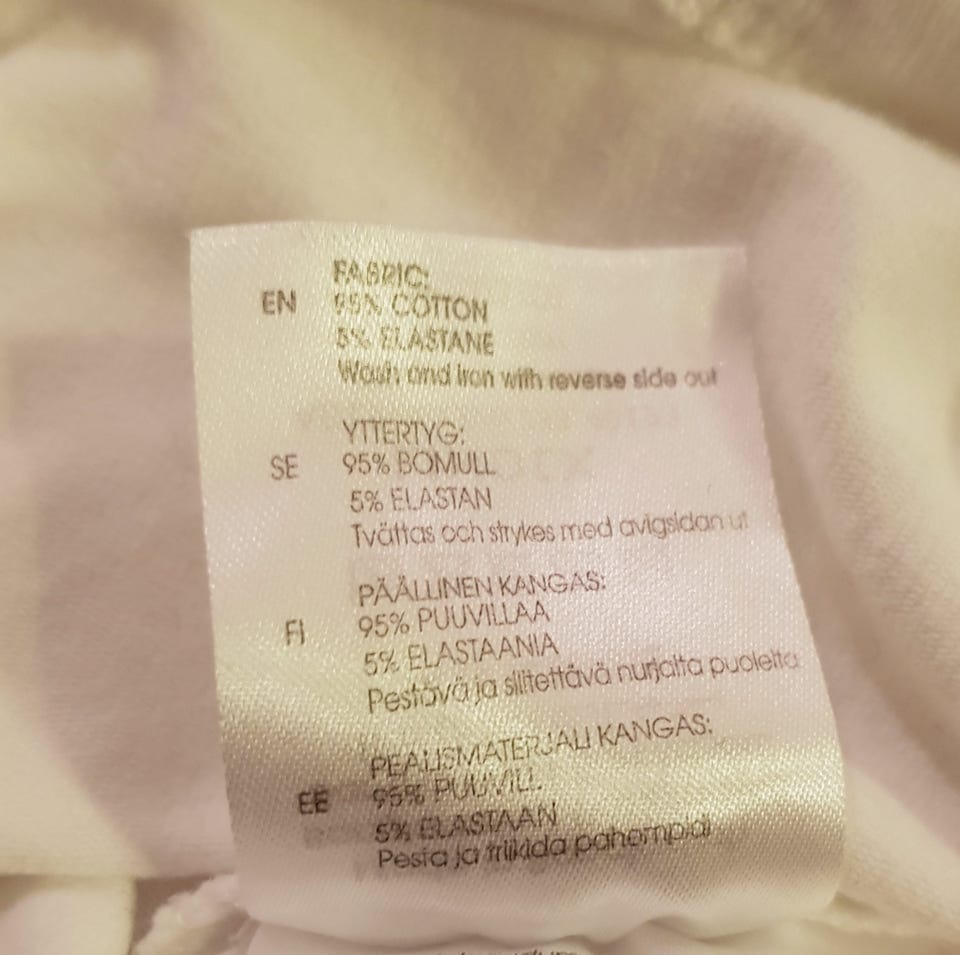 EN
FABRIC:
95% COTTON
5% ELASTANE
Wash and iron with reverse side out
SE
YTTERTYG:
95% BOMULL
5% ELASTAN
Tvättas och strykes med avigsidan ut
FI
PÄÄLLINEN KANGAS:
95% PUUVILLAA
5% ELASTAANIA
Pestävä ja silitettävä nurjalta puolelta
EE
PEALISMATERJALI KANGAS:
95% PUUVILL
5% ELASTAAN
Pesta ja triikida pahempidi